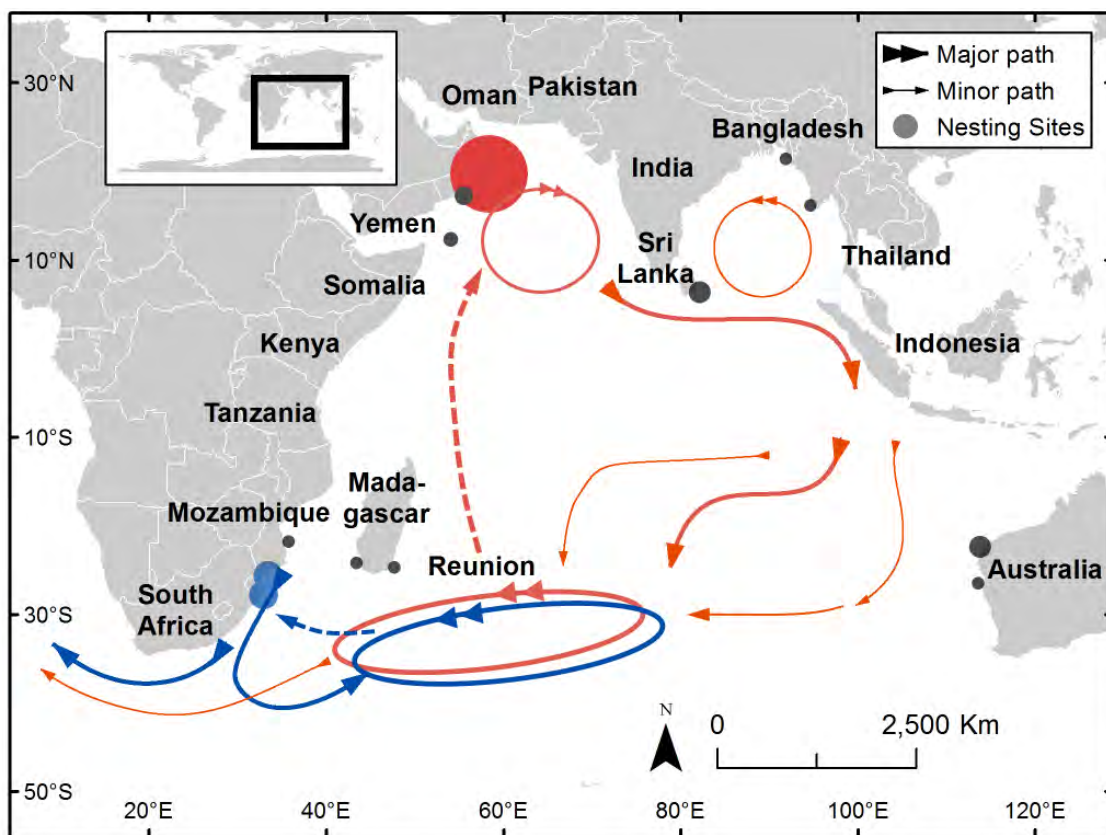 Major path
Minor path
Nesting Sites
30°N
10°N
10°S
30°S
50°S
Oman
Pakistan
Bangladesh
India
Yemen
Sri
Lanka
Thailand
Somalia
Indonesia
Kenya
Tanzania
Mada-
gascar
Mozambique
Reunion
Australia
South
Africa
N
0
2,500 Km
20°E
40°E
60°E
80°E
100°E
120°E